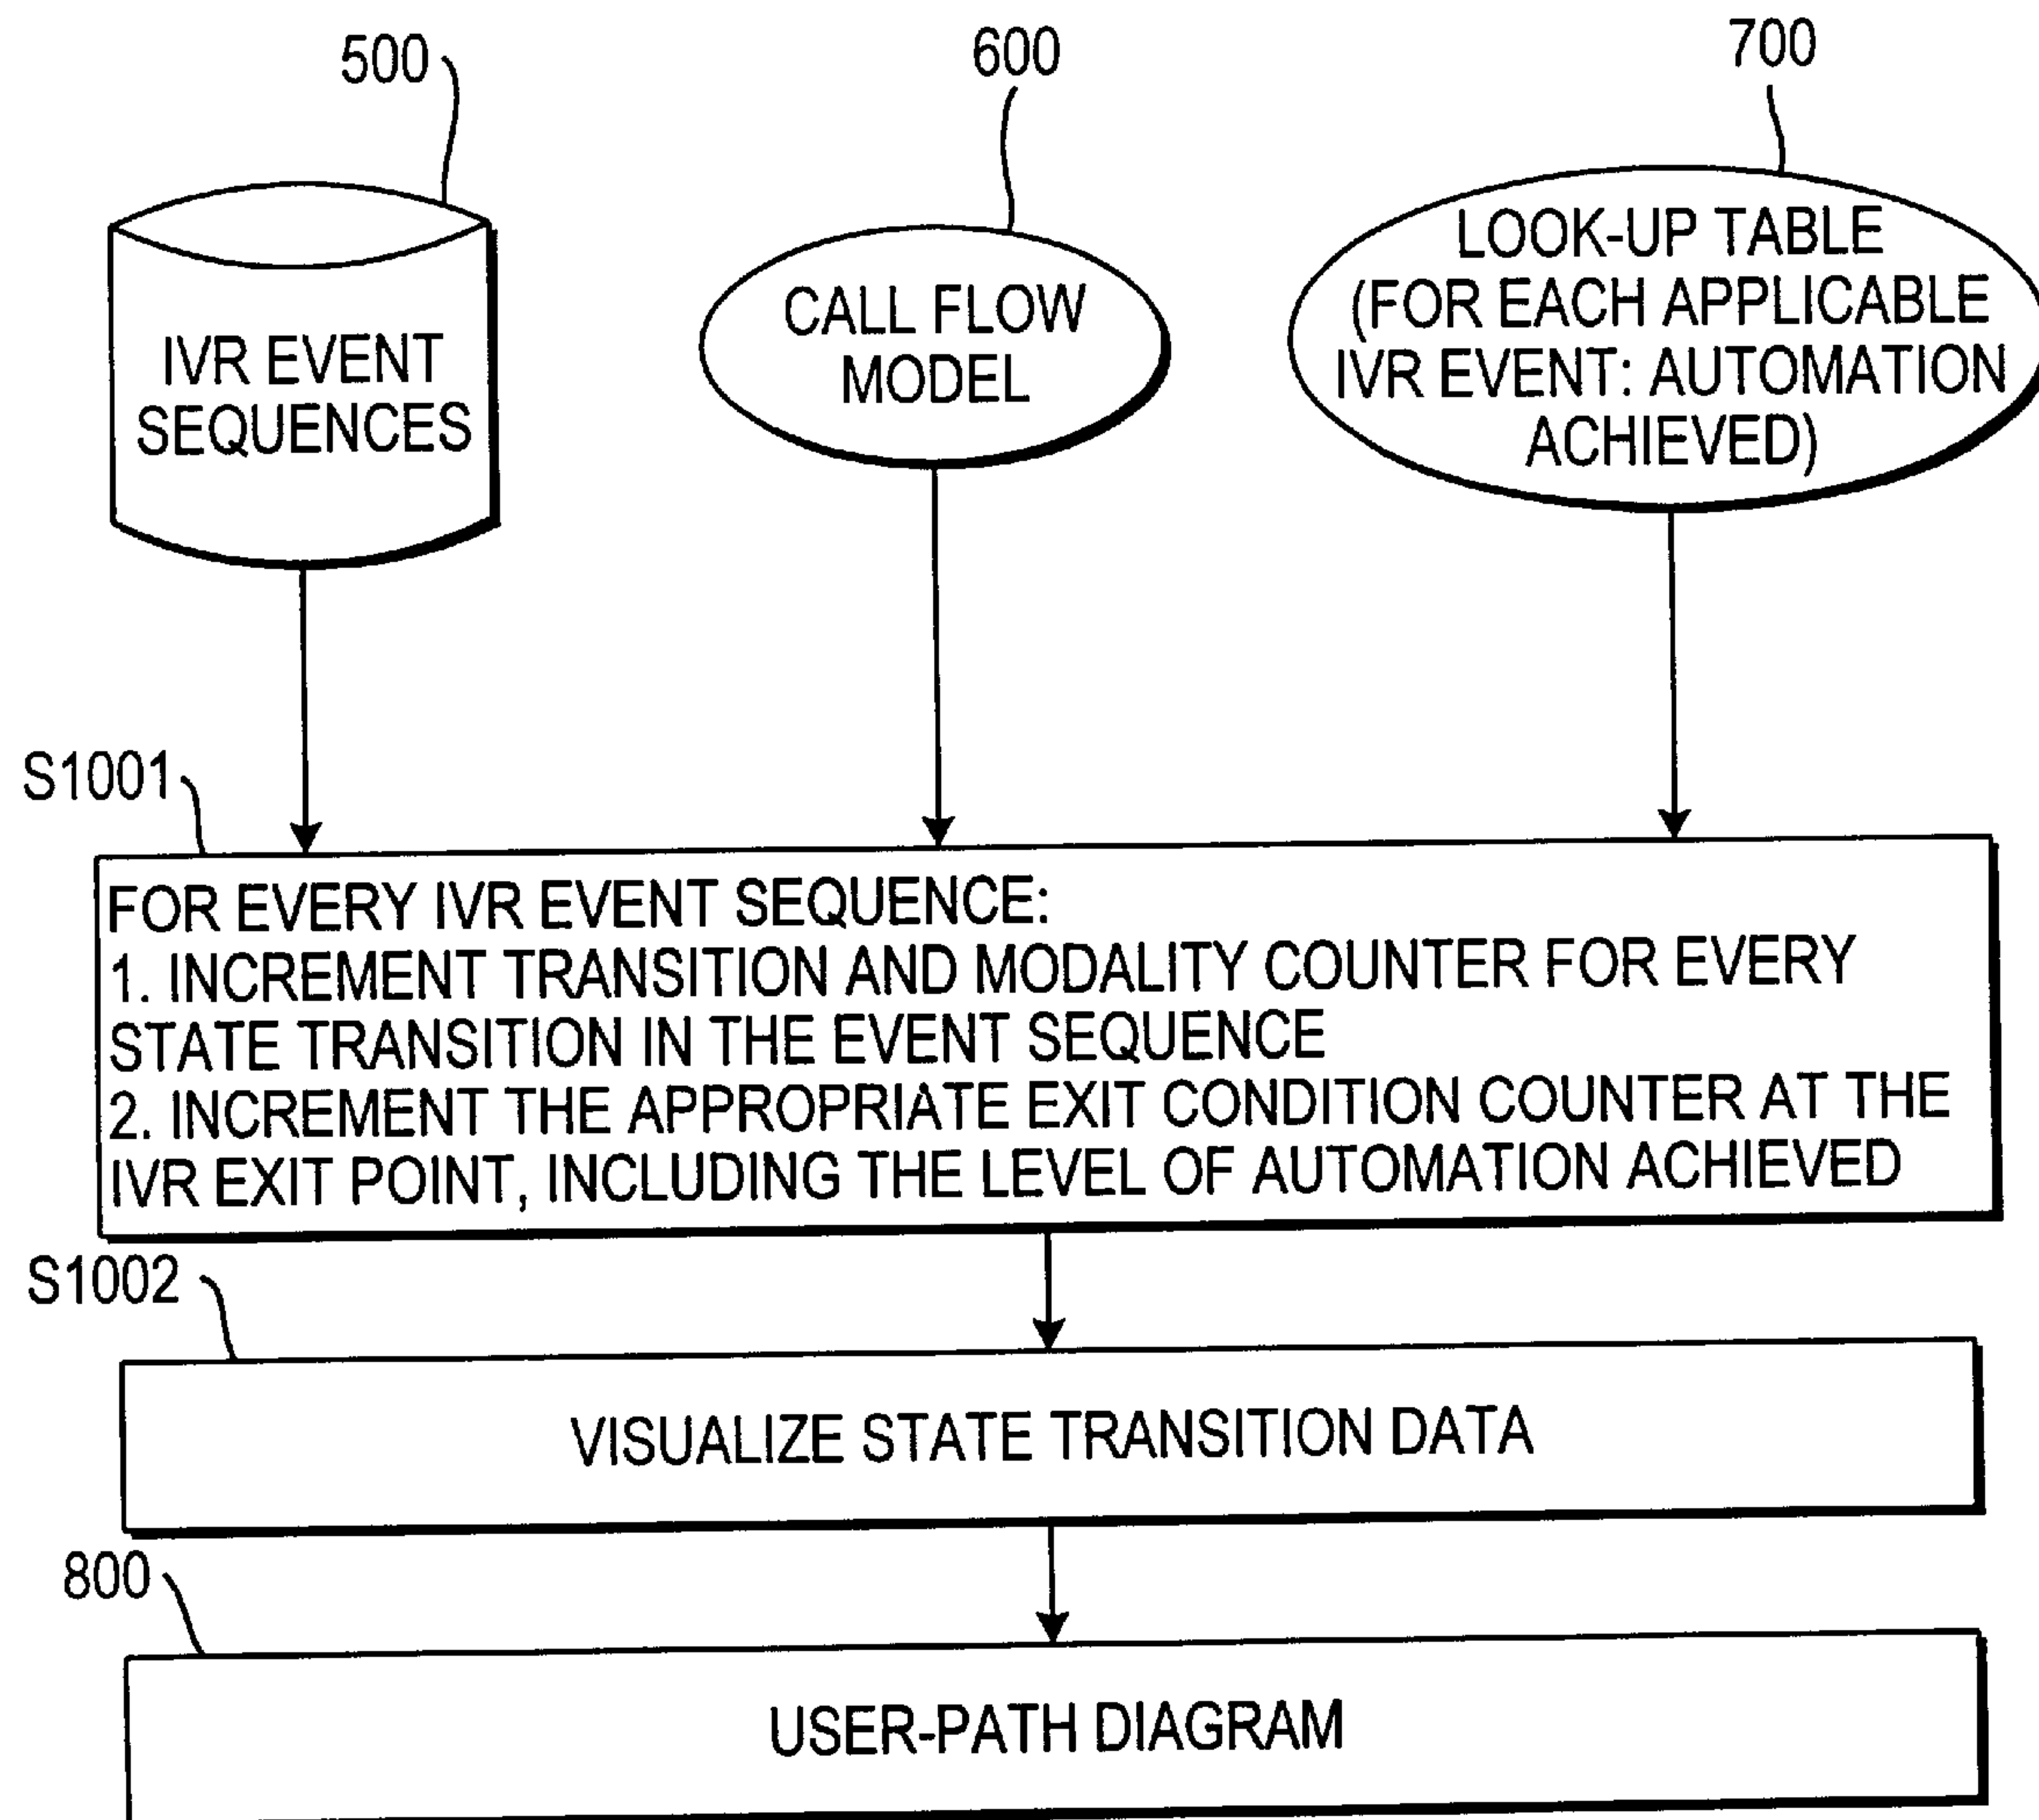 500
600
700
IVR EVENT
SEQUENCES
CALL FLOW
MODEL
LOOK-UP TABLE
(FOR EACH APPLICABLE
IVR EVENT: AUTOMATION
ACHIEVED)
S1001
FOR EVERY IVR EVENT SEQUENCE:
1. INCREMENT TRANSITION AND MODALITY COUNTER FOR EVERY
STATE TRANSITION IN THE EVENT SEQUENCE
2. INCREMENT THE APPROPRIATE EXIT CONDITION COUNTER AT THE
IVR EXIT POINT, INCLUDING THE LEVEL OF AUTOMATION ACHIEVED
S1002
VISUALIZE STATE TRANSITION DATA
800
USER-PATH DIAGRAM